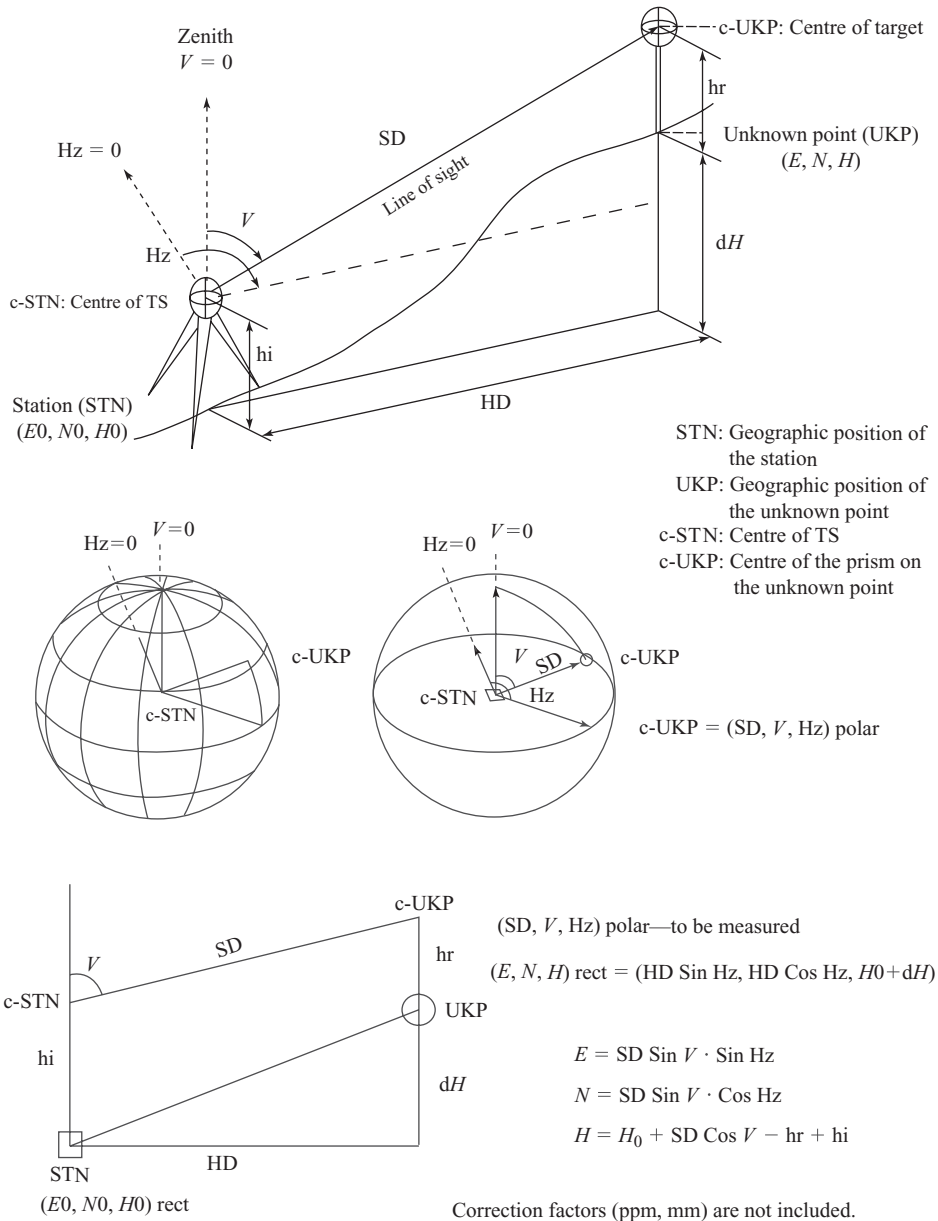 Zenith
V = 0
c-UKP: Centre of target
hr
Hz = 0
SD
Unknown point (UKP)
(E, N, H)
Line of sight
V
Hz
dH
c-STN: Centre of TS
hi
HD
Station (STN)
(E0, N0, H0)
STN: Geographic position of
the station
UKP: Geographic position of
the unknown point
c-STN: Centre of TS
c-UKP: Centre of the prism on
the unknown point
Hz=0
V=0
c-UKP
c-STN
Hz=0
V=0
V
SD
c-UKP
c-STN
Hz
c-UKP = (SD, V, Hz) polar
c-UKP
SD
hr
V
c-STN
UKP
hi
dH
HD
STN
(E0, N0, H0) rect
(SD, V, Hz) polar—to be measured
(E, N, H) rect = (HD Sin Hz, HD Cos Hz, H0+dH)
E = SD Sin V · Sin Hz
N = SD Sin V · Cos Hz
H = H₀ + SD Cos V − hr + hi
Correction factors (ppm, mm) are not included.